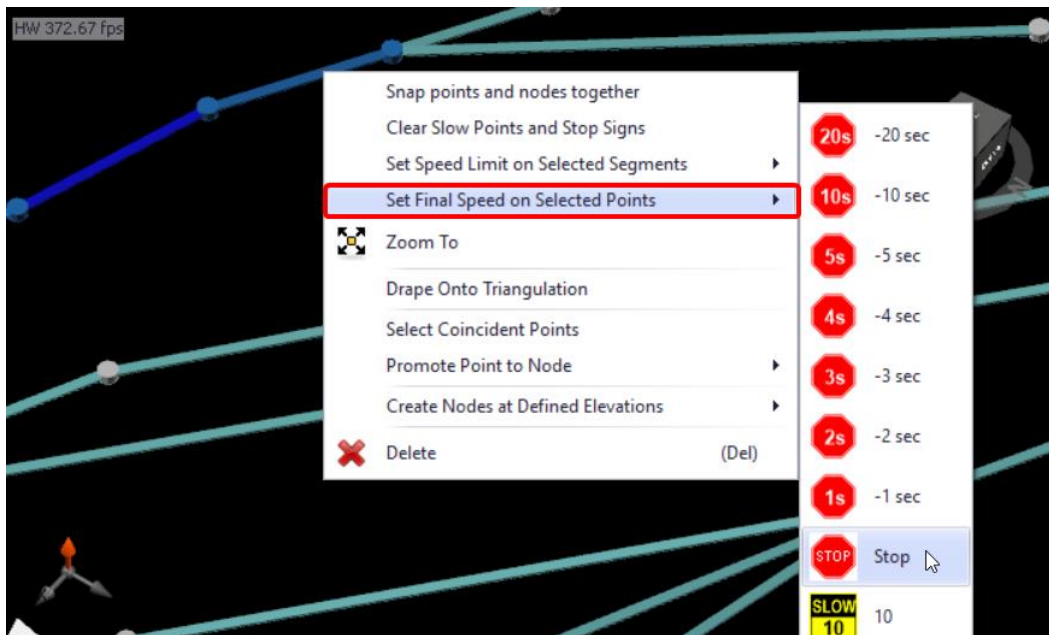 HW 372.67 fps
Snap points and nodes together
Clear Slow Points and Stop Signs
Set Speed Limit on Selected Segments
Set Final Speed on Selected Points
Zoom To
Drape Onto Triangulation
Select Coincident Points
Promote Point to Node
Create Nodes at Defined Elevations
Delete (Del)
20s -20 sec
10s -10 sec
5s -5 sec
4s -4 sec
3s -3 sec
2s -2 sec
1s -1 sec
STOP Stop
SLOW 10 10